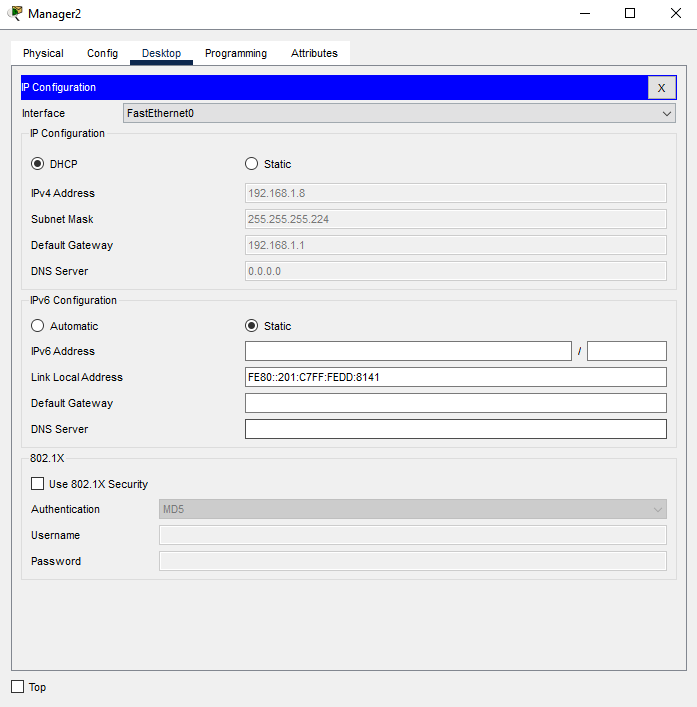 Manager2
Physical Config Desktop Programming Attributes
IP Configuration X
Interface FastEthernet0
IP Configuration
DHCP Static
IPv4 Address 192.168.1.8
Subnet Mask 255.255.255.224
Default Gateway 192.168.1.1
DNS Server 0.0.0.0
IPv6 Configuration
Automatic Static
IPv6 Address /
Link Local Address FE80::201:C7FF:FEDD:8141
Default Gateway
DNS Server
802.1X
Use 802.1X Security
Authentication MD5
Username
Password
Top